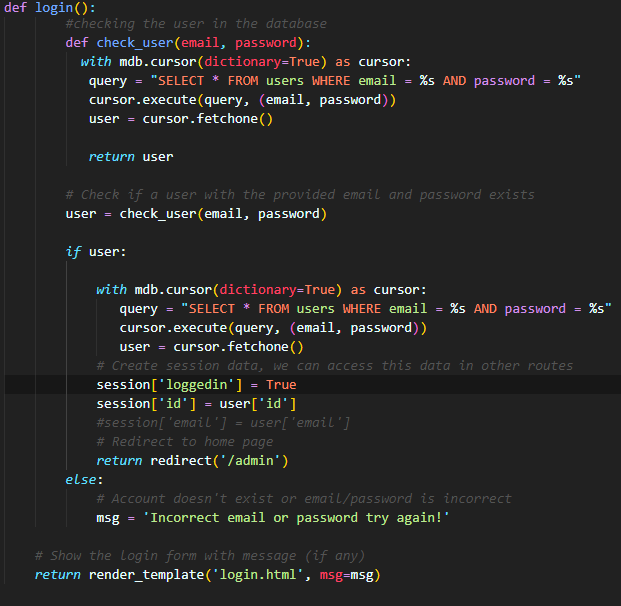 def login():
#checking the user in the database
def check_user(email, password):
with mdb.cursor(dictionary=True) as cursor:
query = "SELECT * FROM users WHERE email = %s AND password = %s"
cursor.execute(query, (email, password))
user = cursor.fetchone()
return user
# Check if a user with the provided email and password exists
user = check_user(email, password)
if user:
with mdb.cursor(dictionary=True) as cursor:
query = "SELECT * FROM users WHERE email = %s AND password = %s"
cursor.execute(query, (email, password))
user = cursor.fetchone()
# Create session data, we can access this data in other routes
session['loggedin'] = True
session['id'] = user['id']
#session['email'] = user['email']
# Redirect to home page
return redirect('/admin')
else:
# Account doesn't exist or email/password is incorrect
msg = 'Incorrect email or password try again!'
# Show the login form with message (if any)
return render_template('login.html', msg=msg)